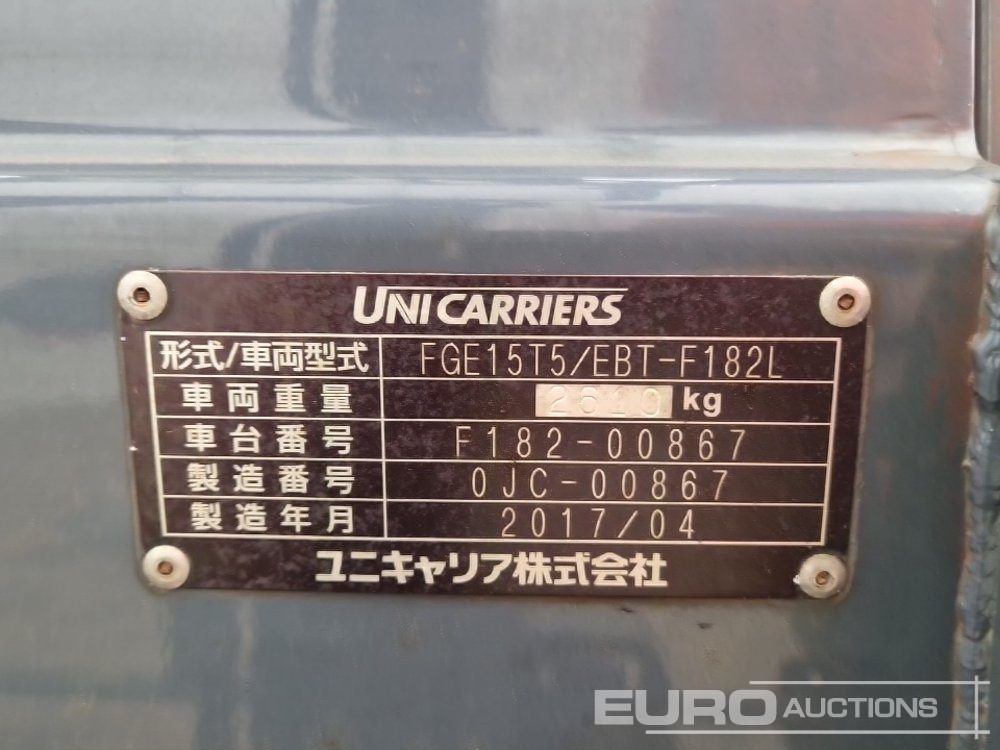 UNICARRIERS
形式/車両型式 FGE15T5/EBT-F182L
車両重量 2610 kg
車台番号 F182-00867
製造番号 0JC-00867
製造年月 2017/04
ユニキャリア株式会社
EURO AUCTIONS